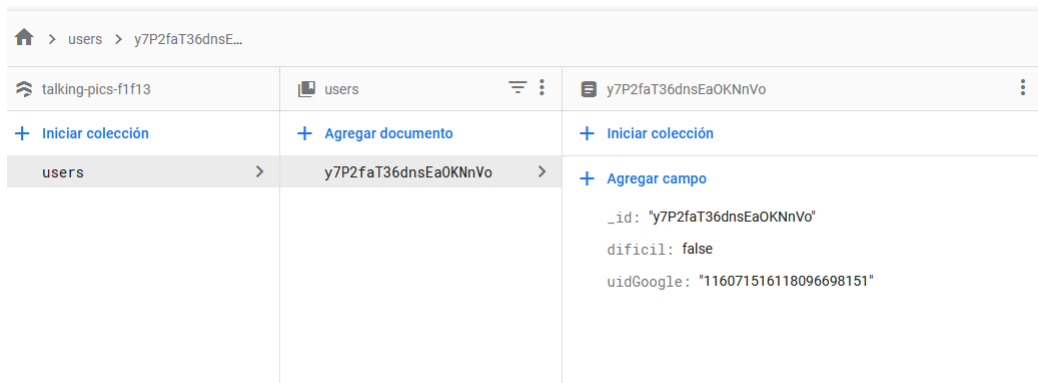 users > y7P2faT36dnsE…
talking-pics-f1f13
users
y7P2faT36dnsEaOKNnVo
+ Iniciar colección
+ Agregar documento
+ Iniciar colección
users
y7P2faT36dnsEaOKNnVo
+ Agregar campo
_id: "y7P2faT36dnsEaOKNnVo"
dificil: false
uidGoogle: "116071516118096698151"